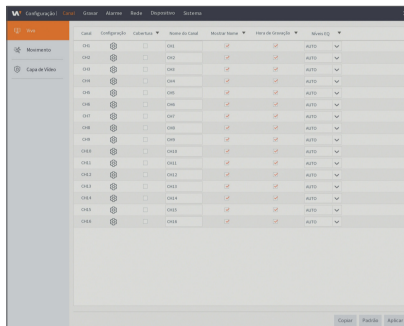 Configuração | Canal Gravar Alarme Rede Dispositivo Sistema
Vivo
Movimento
Capa de Vídeo
Canal Configuração Cobertura Nome do Canal Mostrar Nome Hora de Gravação Níveis EQ
CH1 CH1 AUTO
CH2 CH2 AUTO
CH3 CH3 AUTO
CH4 CH4 AUTO
CH5 CH5 AUTO
CH6 CH6 AUTO
CH7 CH7 AUTO
CH8 CH8 AUTO
CH9 CH9 AUTO
CH10 CH10 AUTO
CH11 CH11 AUTO
CH12 CH12 AUTO
CH13 CH13 AUTO
CH14 CH14 AUTO
CH15 CH15 AUTO
CH16 CH16 AUTO
Copiar Padrão Aplicar